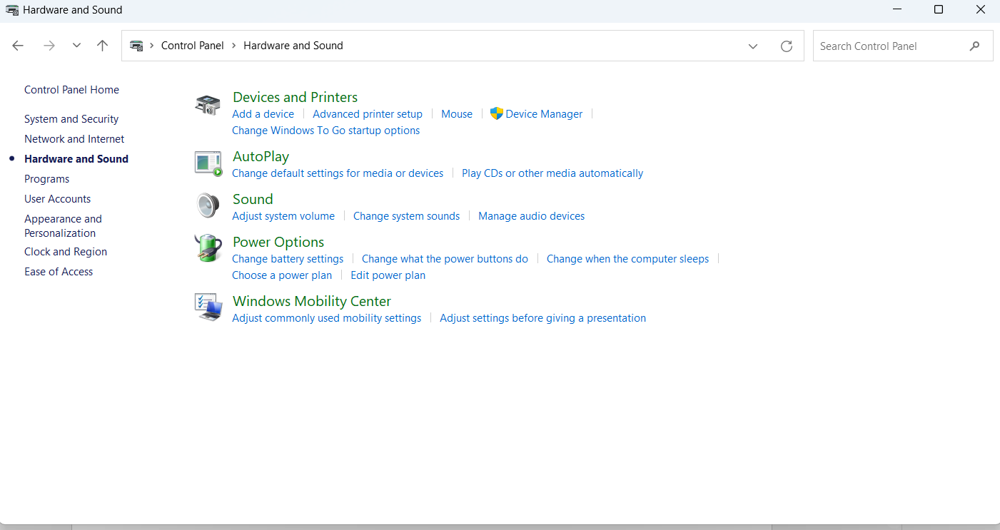 Hardware and Sound
Control Panel > Hardware and Sound
Search Control Panel
Control Panel Home
System and Security
Network and Internet
Hardware and Sound
Programs
User Accounts
Appearance and
Personalization
Clock and Region
Ease of Access
Devices and Printers
Add a device | Advanced printer setup | Mouse | Device Manager |
Change Windows To Go startup options
AutoPlay
Change default settings for media or devices | Play CDs or other media automatically
Sound
Adjust system volume | Change system sounds | Manage audio devices
Power Options
Change battery settings | Change what the power buttons do | Change when the computer sleeps |
Choose a power plan | Edit power plan
Windows Mobility Center
Adjust commonly used mobility settings | Adjust settings before giving a presentation